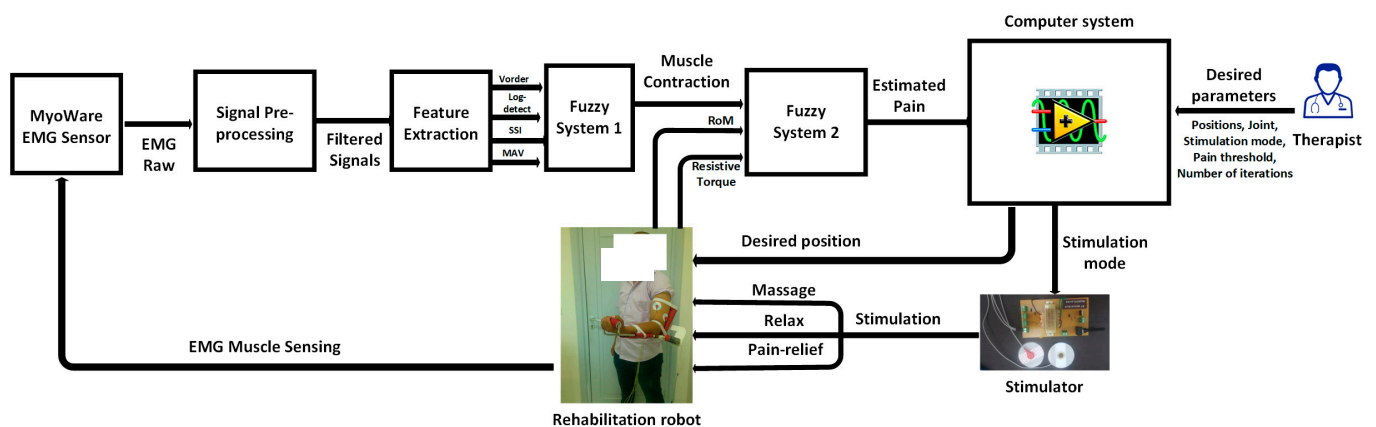 Computer system
MyoWare
EMG Sensor
EMG
Raw
Signal Pre-
processing
Filtered
Signals
Feature
Extraction
Vorder
Log-
detect
SSI
MAV
Fuzzy
System 1
Muscle
Contraction
RoM
Resistive
Torque
Fuzzy
System 2
Estimated
Pain
Desired
parameters
Positions, Joint,
Stimulation mode,
Pain threshold,
Number of iterations
Therapist
Desired position
Stimulation
mode
Massage
Relax
Pain-relief
Stimulation
EMG Muscle Sensing
Stimulator
Rehabilitation robot